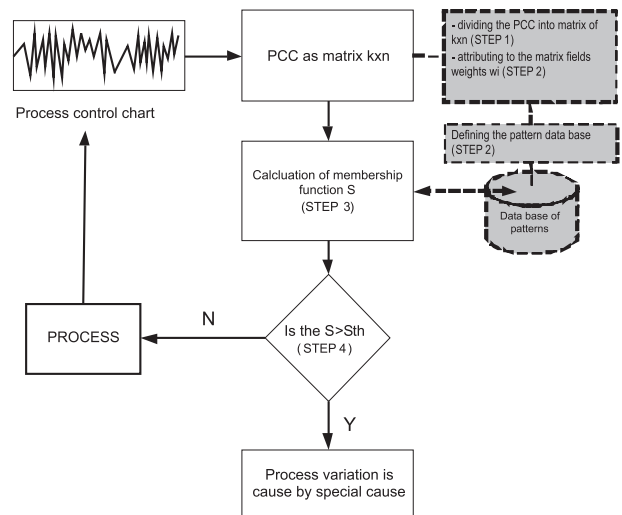 Process control chart
PCC as matrix kxn
- dividing the PCC into matrix of
kxn (STEP 1)
- attributing to the matrix fields
weights wi (STEP 2)
Defining the pattern data base
(STEP 2)
Calcluation of membership
function S
(STEP 3)
Data base of
patterns
Is the S>Sth
(STEP 4)
N
PROCESS
Y
Process variation is
cause by special cause